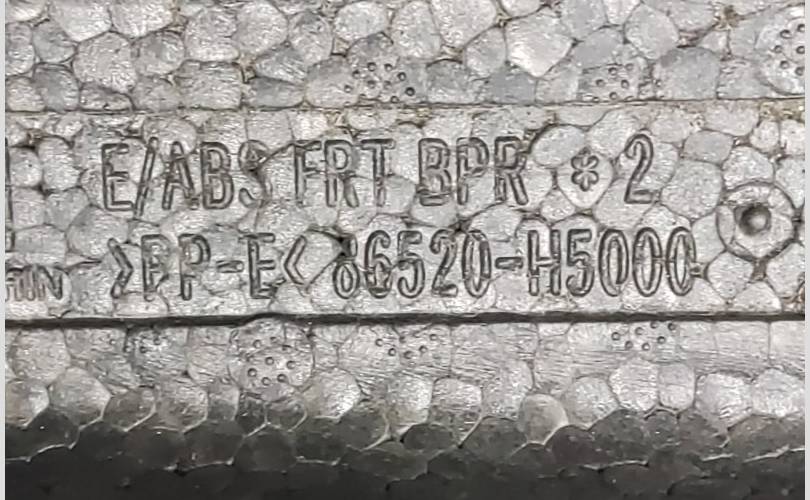 E/ABS FRT BPR * 2
>PP-E< 86520-H5000